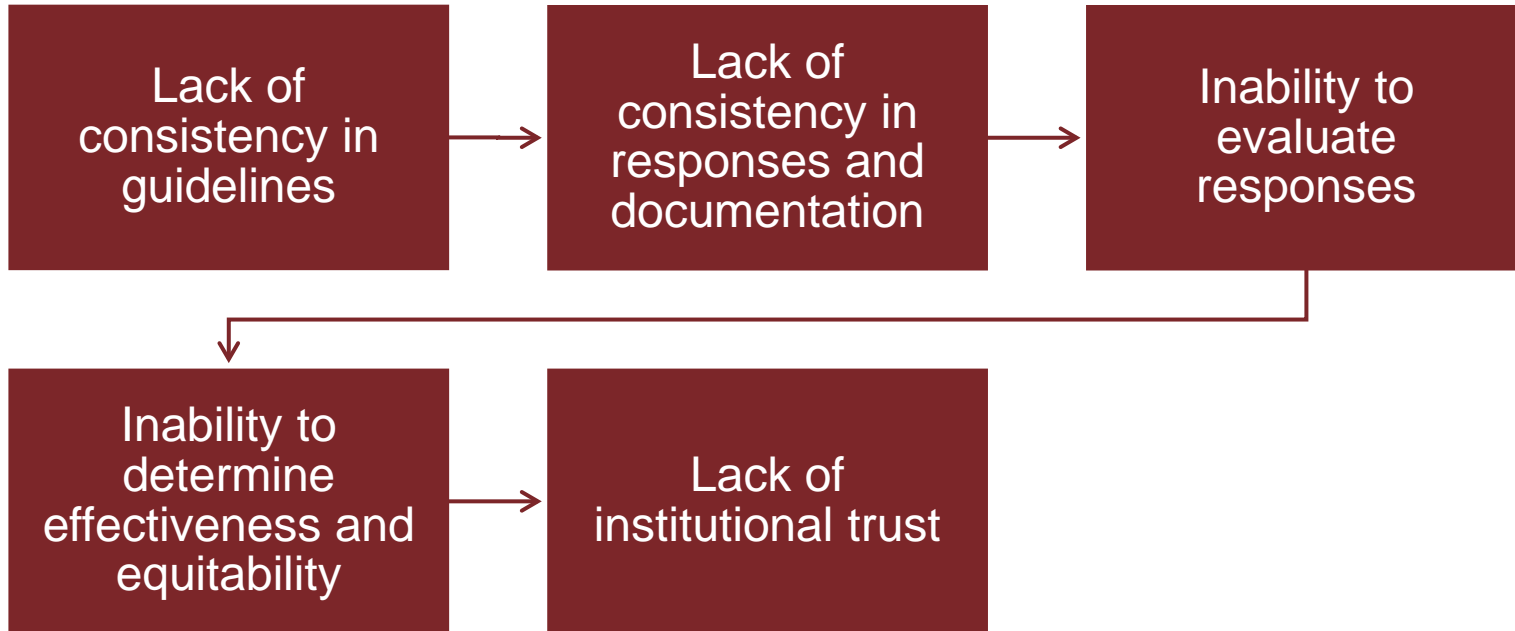 Lack of
consistency in
guidelines
Lack of
consistency in
responses and
documentation
Inability to
evaluate
responses
Inability to
determine
effectiveness and
equitability
Lack of
institutional trust